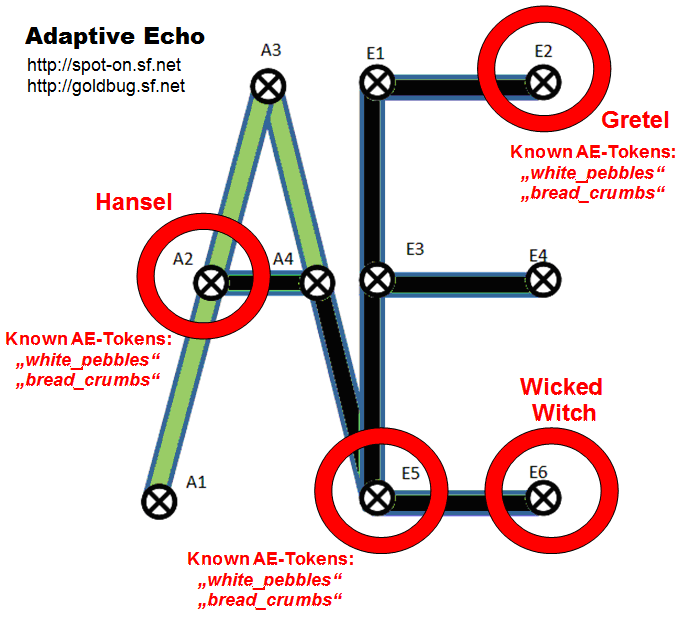 Adaptive Echo
http://spot-on.sf.net
http://goldbug.sf.net
A3
E1
E2
Gretel
Known AE-Tokens:
„white_pebbles“
„bread_crumbs“
Hansel
A2
A4
E3
E4
Known AE-Tokens:
„white_pebbles“
„bread_crumbs“
Wicked
Witch
A1
E5
E6
Known AE-Tokens:
„white_pebbles“
„bread_crumbs“